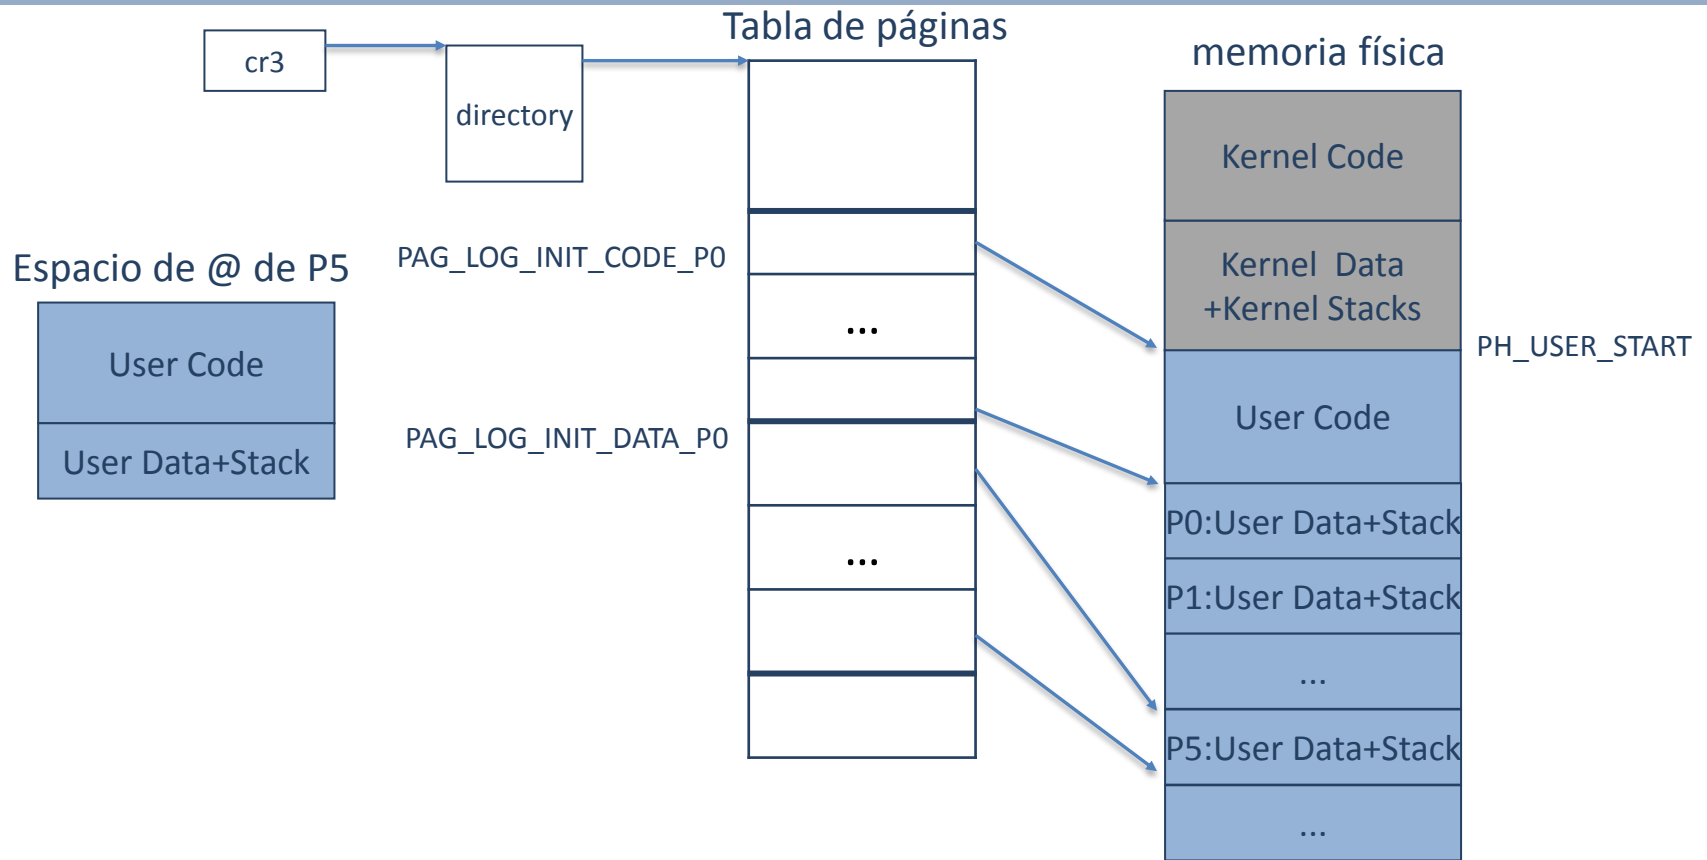 Tabla de páginas
cr3
directory
memoria física
Kernel Code
Kernel Data
+Kernel Stacks
PAG_LOG_INIT_CODE_P0
Espacio de @ de P5
User Code
User Data+Stack
...
PH_USER_START
User Code
PAG_LOG_INIT_DATA_P0
...
P0:User Data+Stack
P1:User Data+Stack
...
P5:User Data+Stack
...